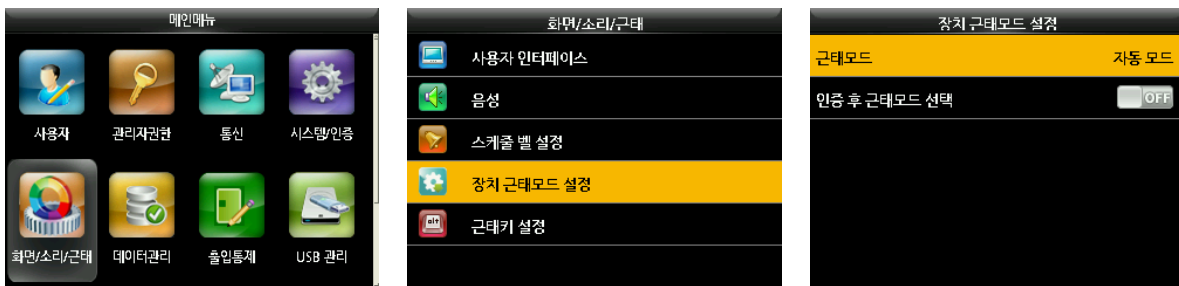 메인메뉴
사용자
관리자권한
통신
시스템/인증
화면/소리/근태
데이터관리
출입통제
USB 관리
화면/소리/근태
사용자 인터페이스
음성
스케줄 벨 설정
장치 근태모드 설정
alt
근태키 설정
장치 근태모드 설정
근태모드 자동 모드
인증 후 근태모드 선택 OFF